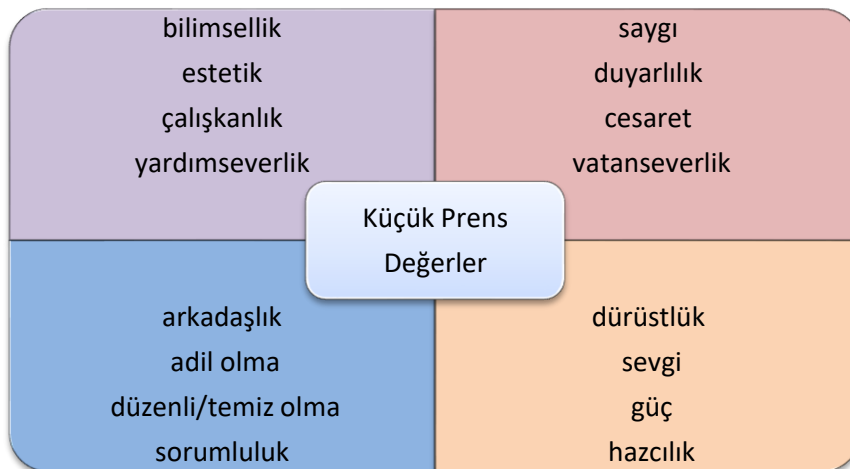 bilimsellik
estetik
çalışkanlık
yardımseverlik
saygı
duyarlılık
cesaret
vatanseverlik
Küçük Prens
Değerler
arkadaşlık
adil olma
düzenli/temiz olma
sorumluluk
dürüstlük
sevgi
güç
hazcılık